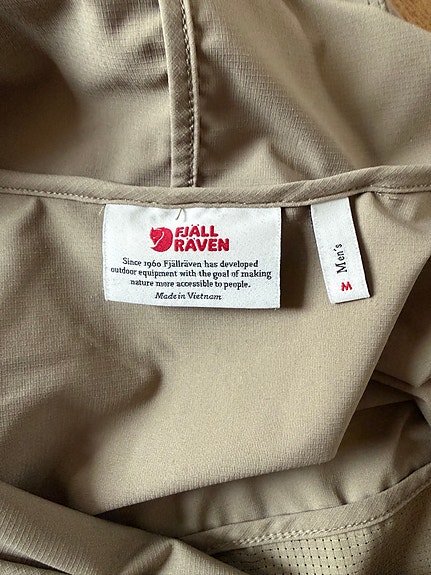 FJÄLL
RÄVEN
Since 1960 Fjällräven has developed
outdoor equipment with the goal of making
nature more accessible to people.
Made in Vietnam
Men's
M